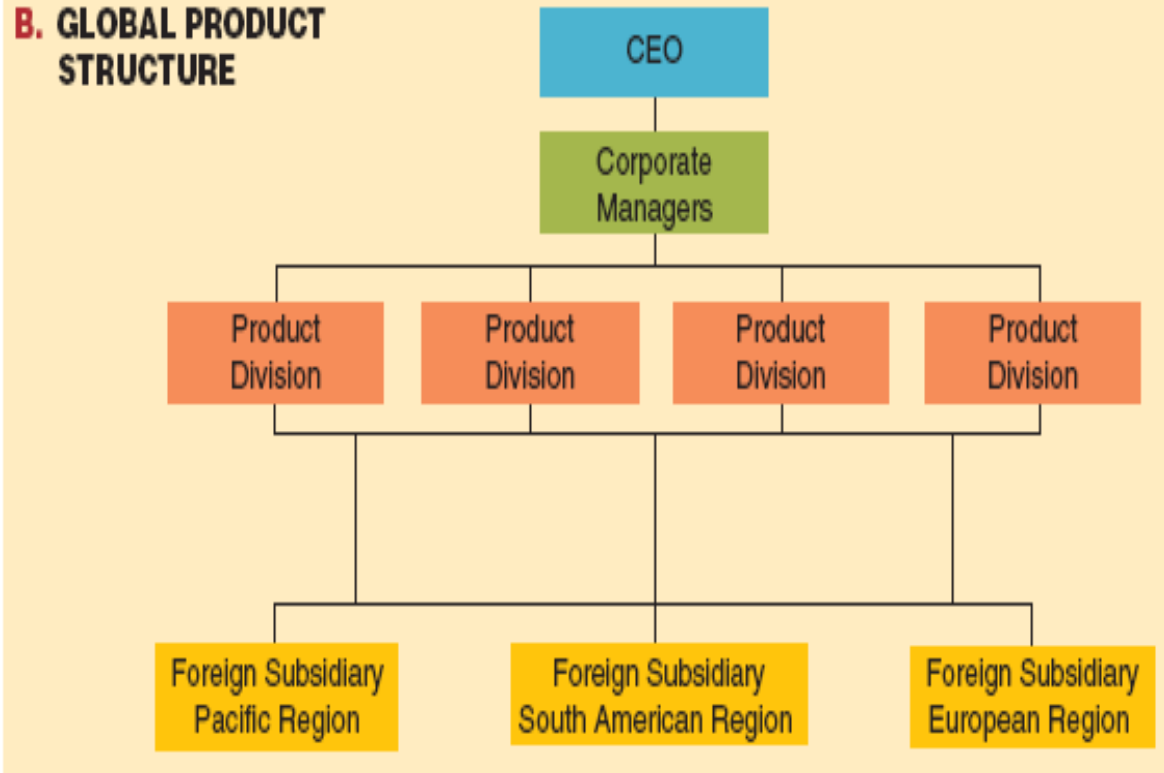 B. GLOBAL PRODUCT
STRUCTURE
CEO
Corporate
Managers
Product
Division
Product
Division
Product
Division
Product
Division
Foreign Subsidiary
Pacific Region
Foreign Subsidiary
South American Region
Foreign Subsidiary
European Region